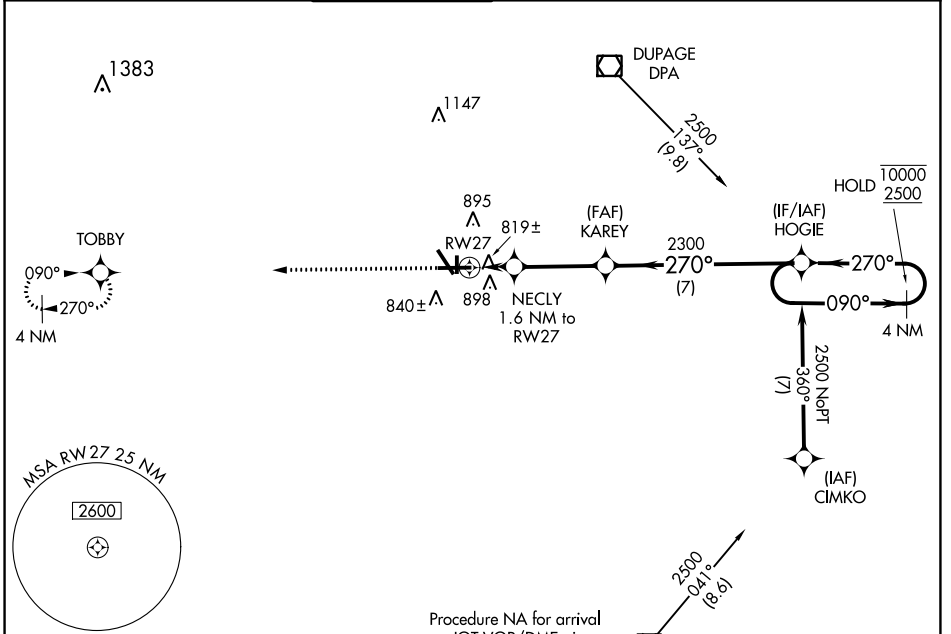 1383
DUPAGE
DPA
1147
2500
137°
(9.8)
HOLD
10000
2500
895
819±
(FAF)
KAREY
(IF/IAF)
HOGIE
TOBBY
RW27
2300
270°
(7)
270°
090°
270°
4 NM
840±
898
NECLY
1.6 NM to
RW27
090°
4 NM
2500 NoPT
360°
(7)
(IAF)
CIMKO
MSA RW 27 25 NM
2600
2500
041°
(8.6)
Procedure NA for arrival